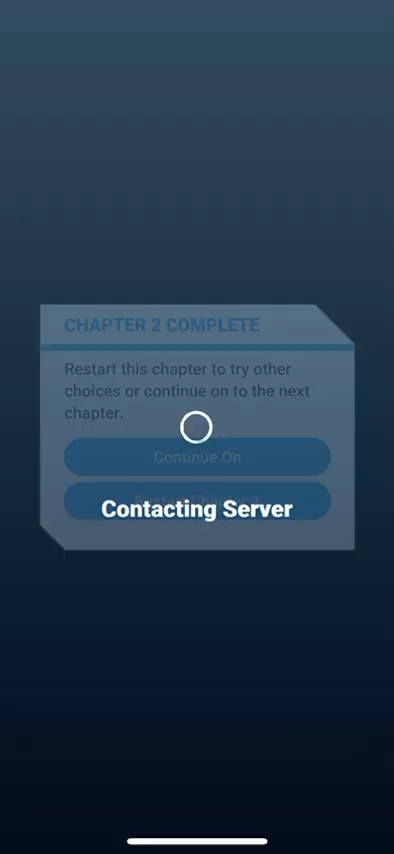 CHAPTER 2 COMPLETE
Restart this chapter to try other
choices or continue on to the next
chapter.
Continue On
Contacting Server